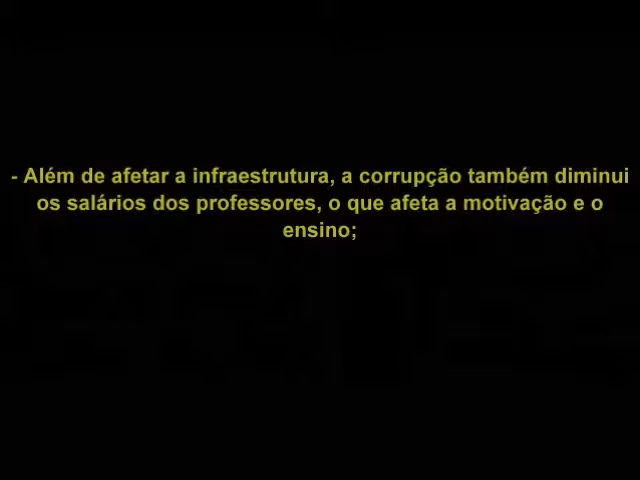 - Além de afetar a infraestrutura, a corrupção também diminui
os salários dos professores, o que afeta a motivação e o
ensino;